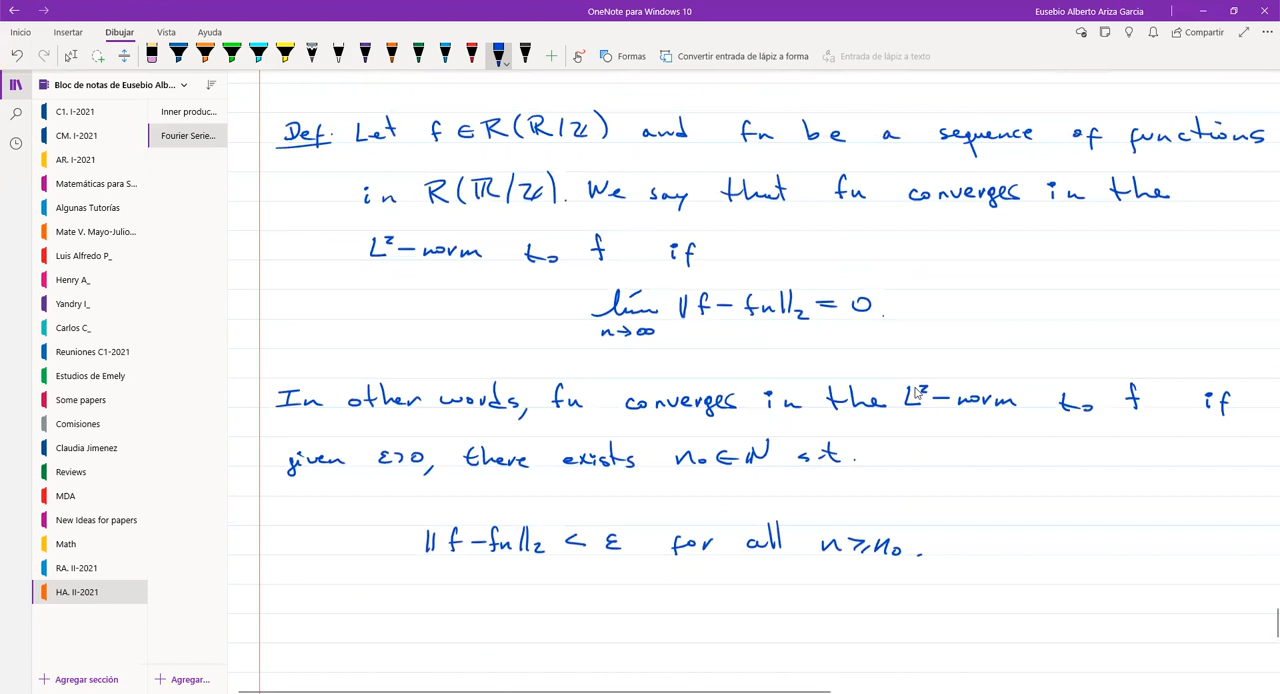 OneNote para Windows 10
Eusebio Alberto Ariza Garcia
Inicio Insertar Dibujar Vista Ayuda
Compartir
Formas Convertir entrada de lápiz a forma Entrada de lápiz a texto
Bloc de notas de Eusebio Alb...
C1. I-2021
CM. I-2021
AR. I-2021
Matemáticas para S...
Algunas Tutorías
Mate V. Mayo-Julio...
Luis Alfredo P_
Henry A_
Yandry I_
Carlos C_
Reuniones C1-2021
Estudios de Emely
Some papers
Comisiones
Claudia Jimenez
Reviews
MDA
New Ideas for papers
Math
RA. II-2021
HA. II-2021
Agregar sección
Inner produc...
Fourier Serie...
Agregar...
Def. Let f ∈ R(ℝ/ℤ) and fn be a sequence of functions
in R(ℝ/ℤ). We say that fn converges in the
L²-norm to f if
lím ‖f - fn‖₂ = 0.
n→∞
In other words, fn converges in the L²-norm to f if
given ε>0, there exists n₀ ∈ ℕ s.t.
‖f - fn‖₂ < ε for all n ≥ n₀.